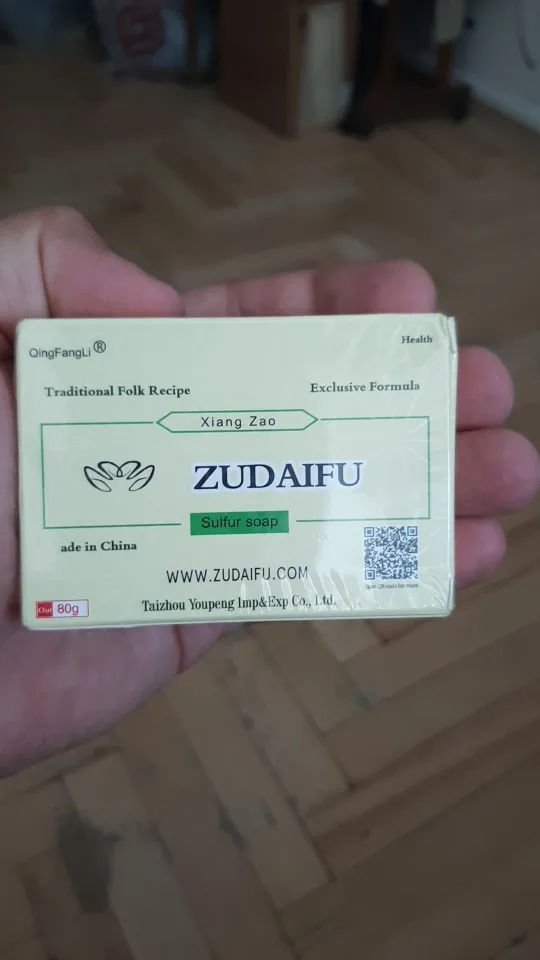 QingFangLi®
Health
Traditional Folk Recipe
Exclusive Formula
Xiang Zao
ZUDAIFU
Sulfur soap
ade in China
WWW.ZUDAIFU.COM
80g
Taizhou Youpeng Imp&Exp Co., Ltd.